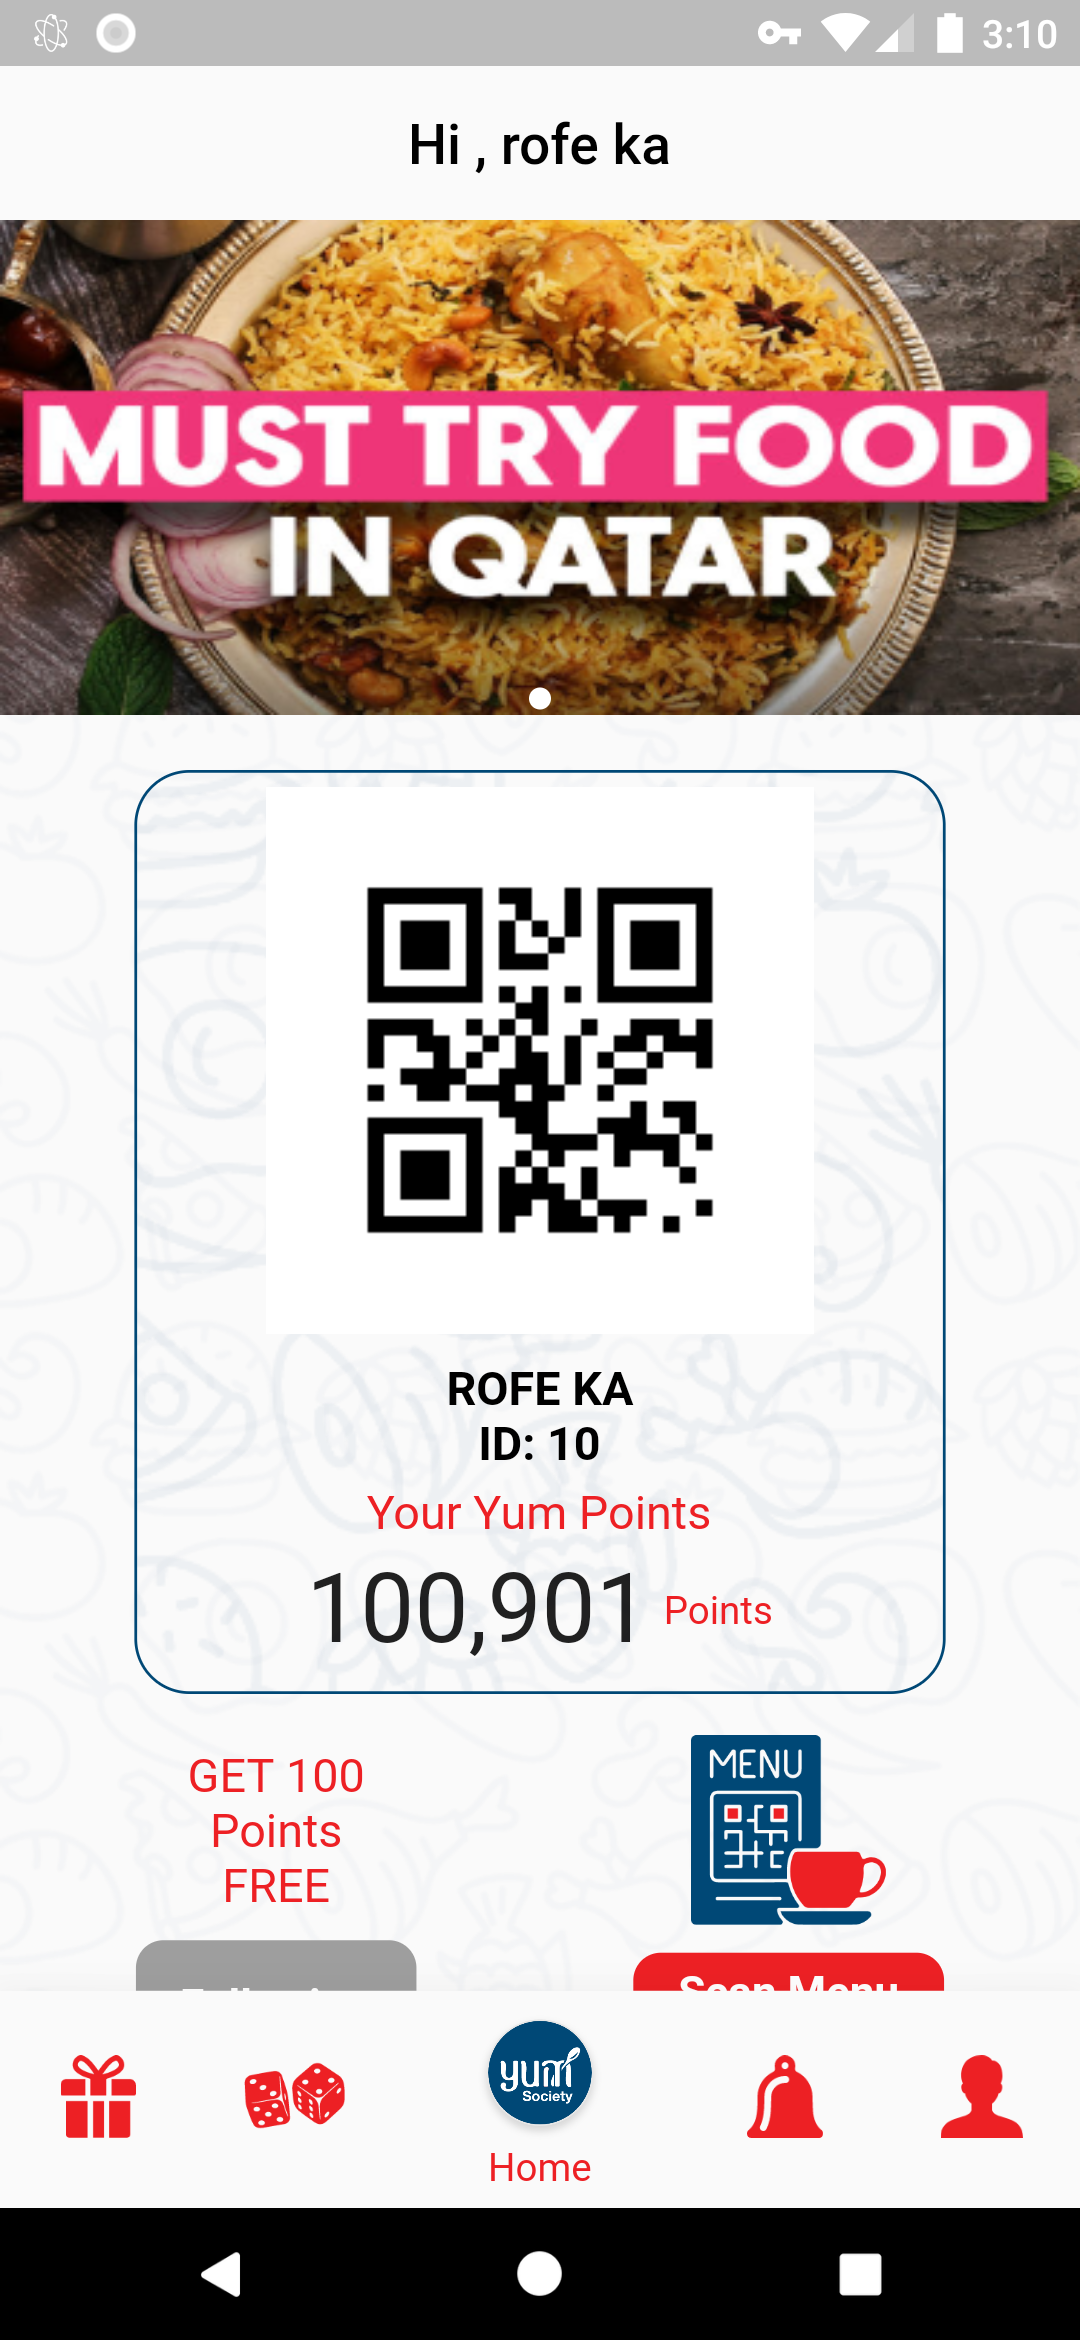 3:10
Hi , rofe ka
MUST TRY FOOD
IN QATAR
ROFE KA
ID: 10
Your Yum Points
100,901 Points
GET 100
Points
FREE
MENU
Scan Menu
yum
Society
Home